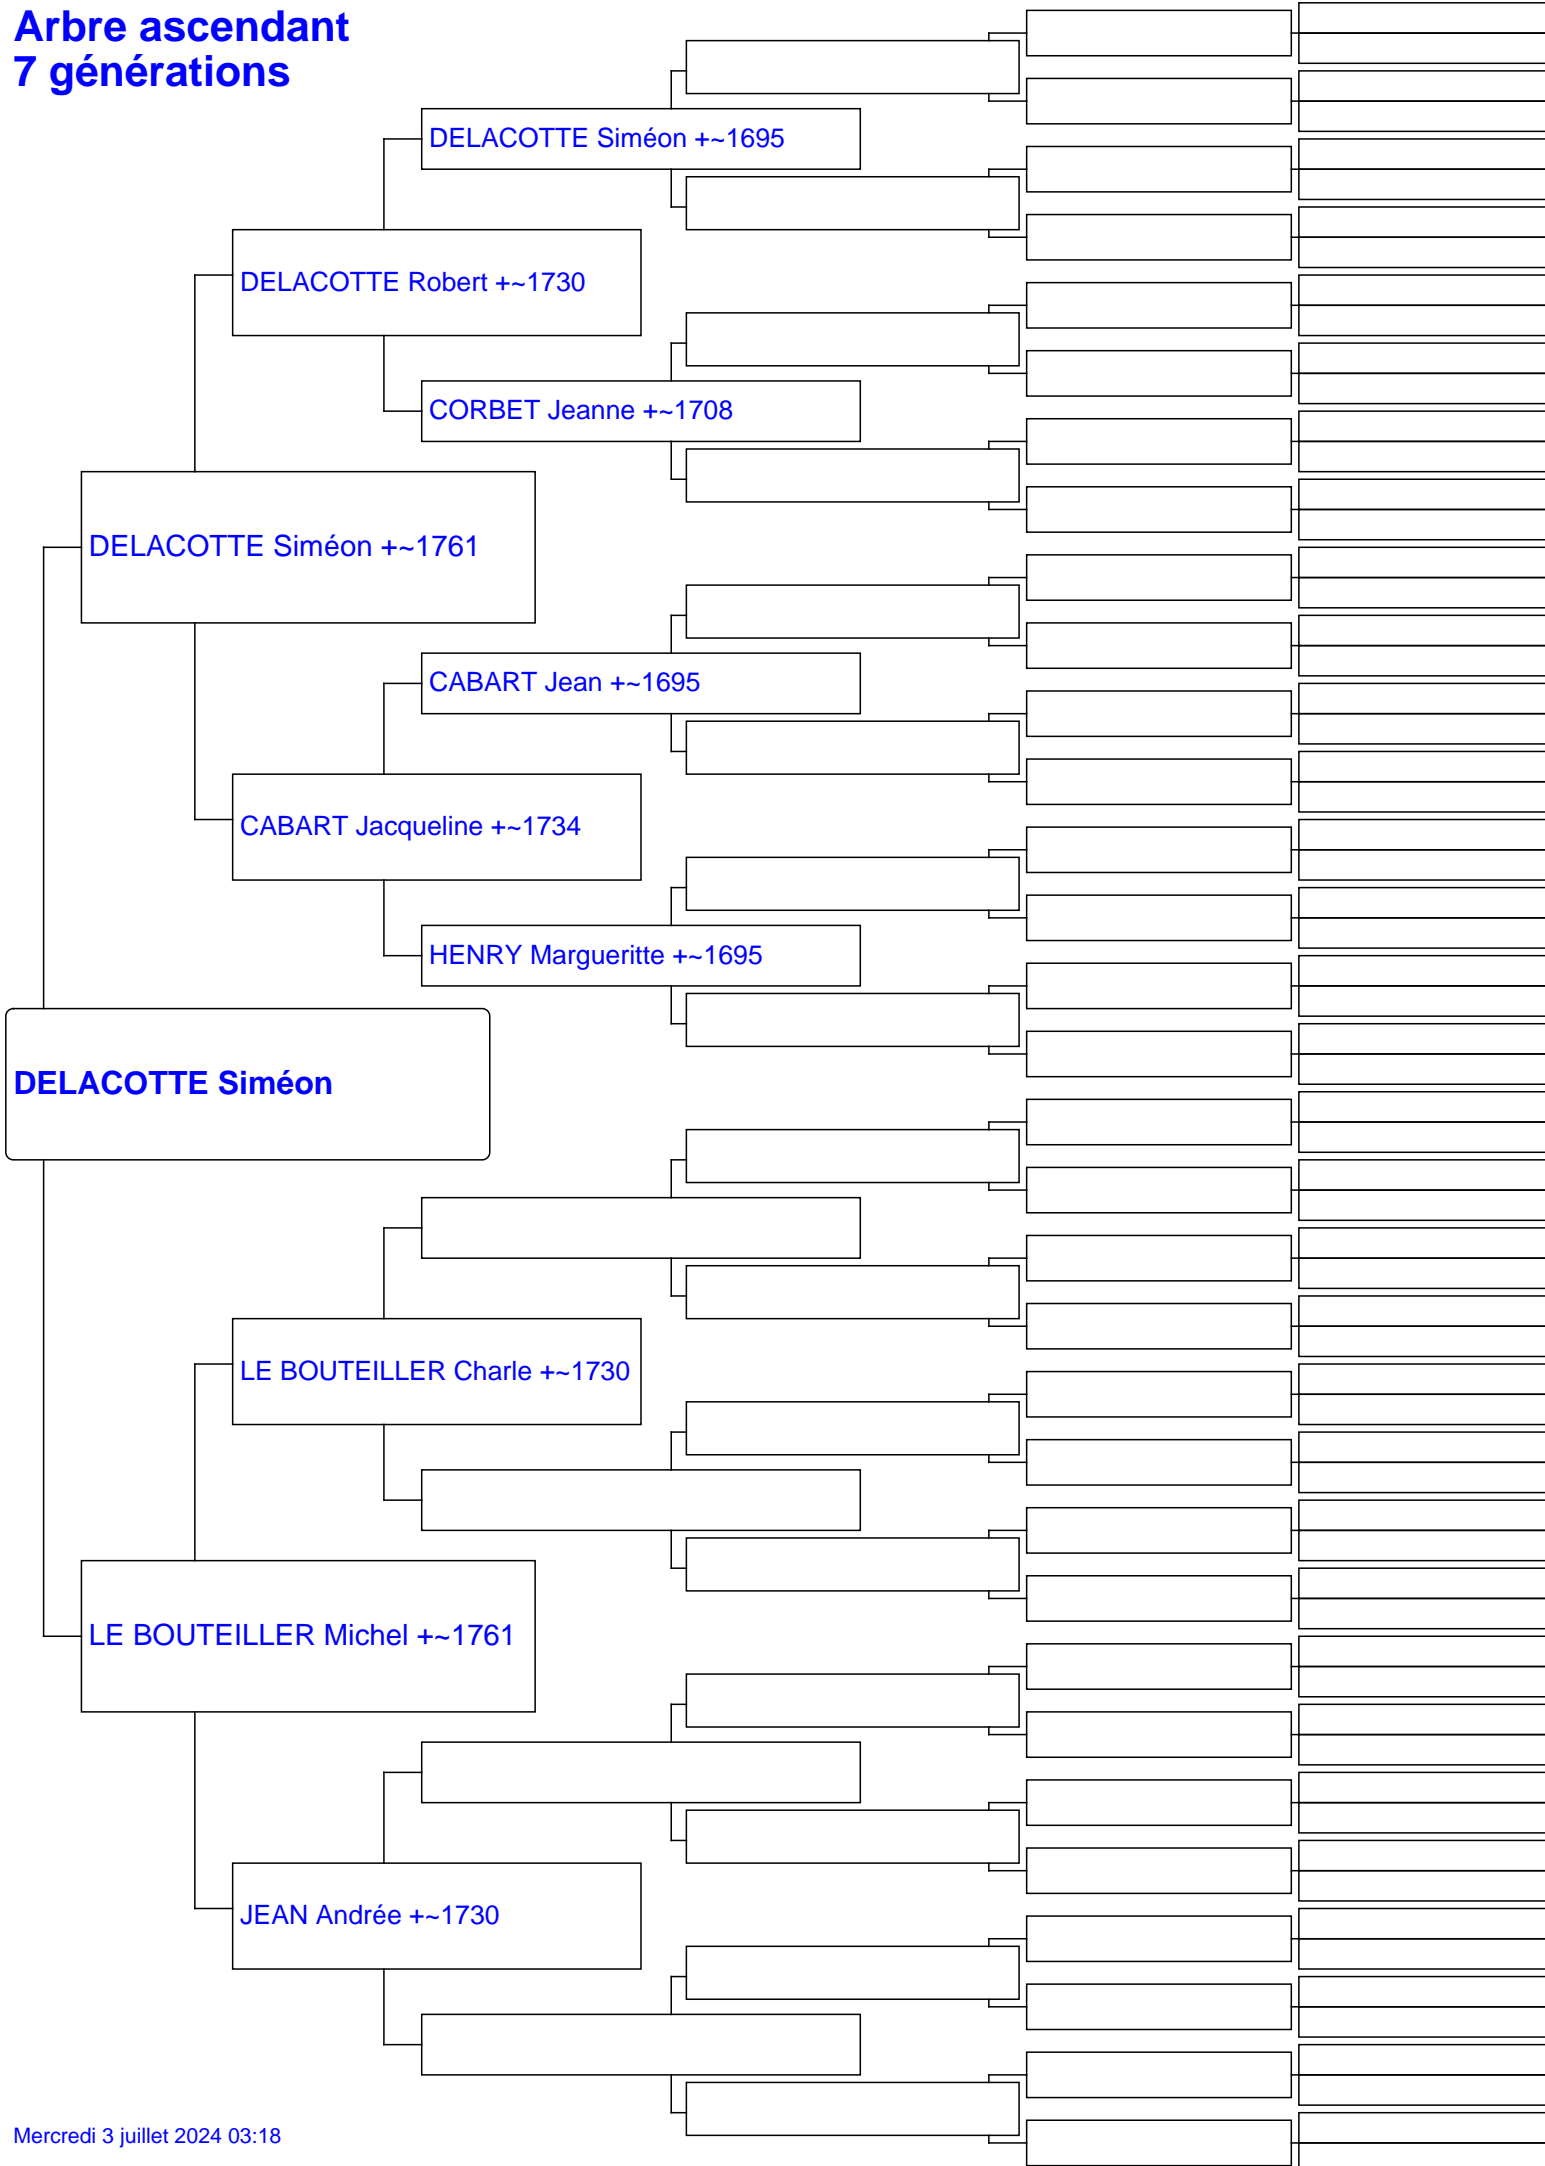 Arbre ascendant
7 générations
DELACOTTE Siméon +~1695
DELACOTTE Robert +~1730
CORBET Jeanne +~1708
DELACOTTE Siméon +~1761
CABART Jean +~1695
CABART Jacqueline +~1734
HENRY Margueritte +~1695
DELACOTTE Siméon
LE BOUTEILLER Charle +~1730
LE BOUTEILLER Michel +~1761
JEAN Andrée +~1730
Mercredi 3 juillet 2024 03:18